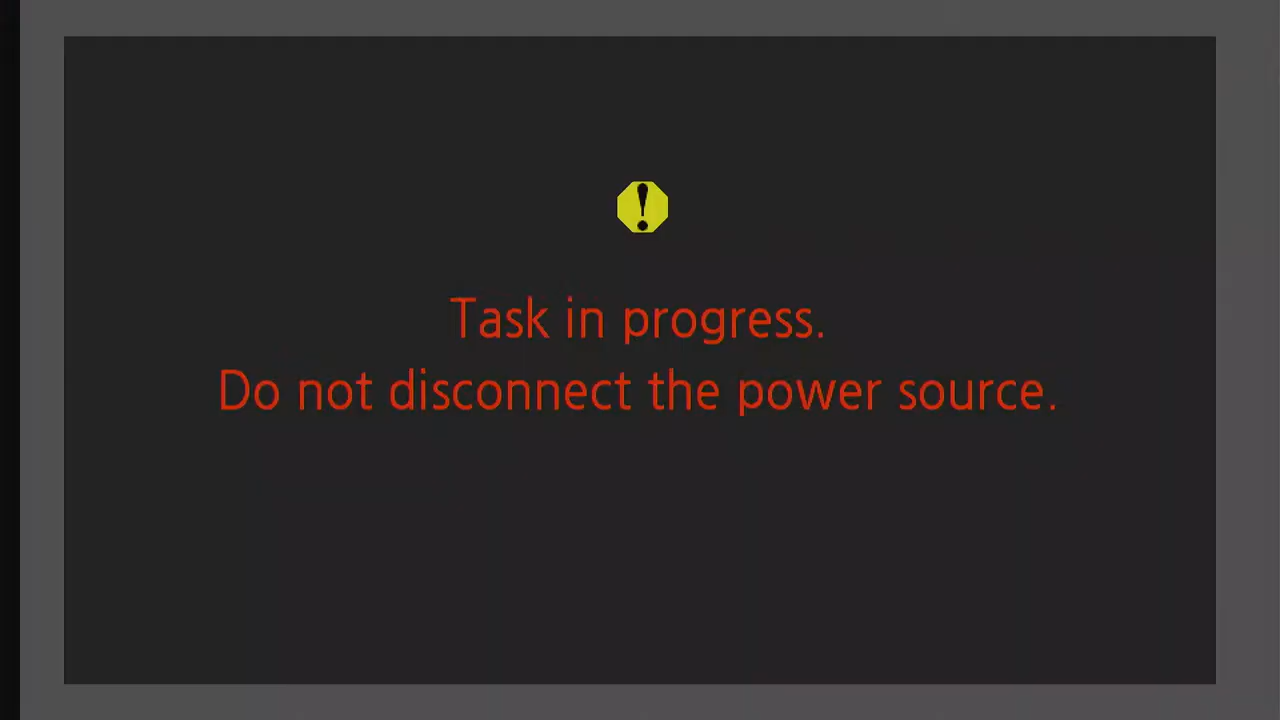 Task in progress.
Do not disconnect the power source.